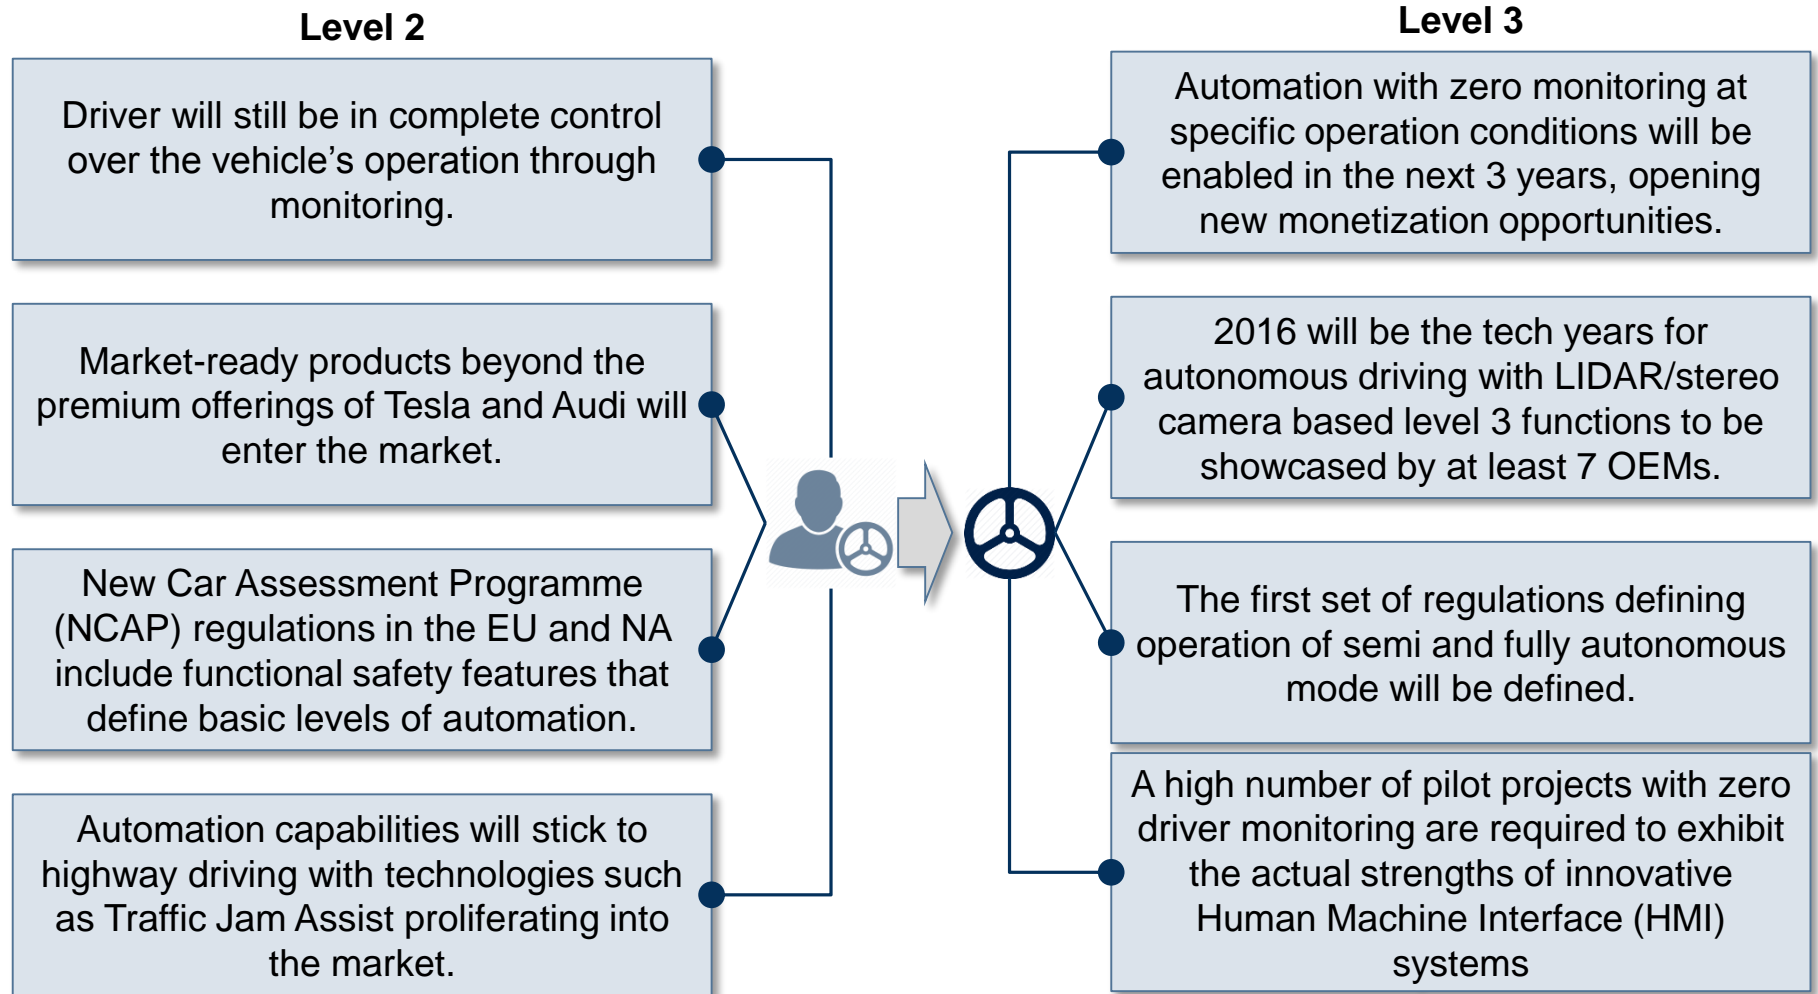 Level 2
Driver will still be in complete control
over the vehicle's operation through
monitoring.
Market-ready products beyond the
premium offerings of Tesla and Audi will
enter the market.
New Car Assessment Programme
(NCAP) regulations in the EU and NA
include functional safety features that
define basic levels of automation.
Automation capabilities will stick to
highway driving with technologies such
as Traffic Jam Assist proliferating into
the market.
Level 3
Automation with zero monitoring at
specific operation conditions will be
enabled in the next 3 years, opening
new monetization opportunities.
2016 will be the tech years for
autonomous driving with LIDAR/stereo
camera based level 3 functions to be
showcased by at least 7 OEMs.
The first set of regulations defining
operation of semi and fully autonomous
mode will be defined.
A high number of pilot projects with zero
driver monitoring are required to exhibit
the actual strengths of innovative
Human Machine Interface (HMI)
systems